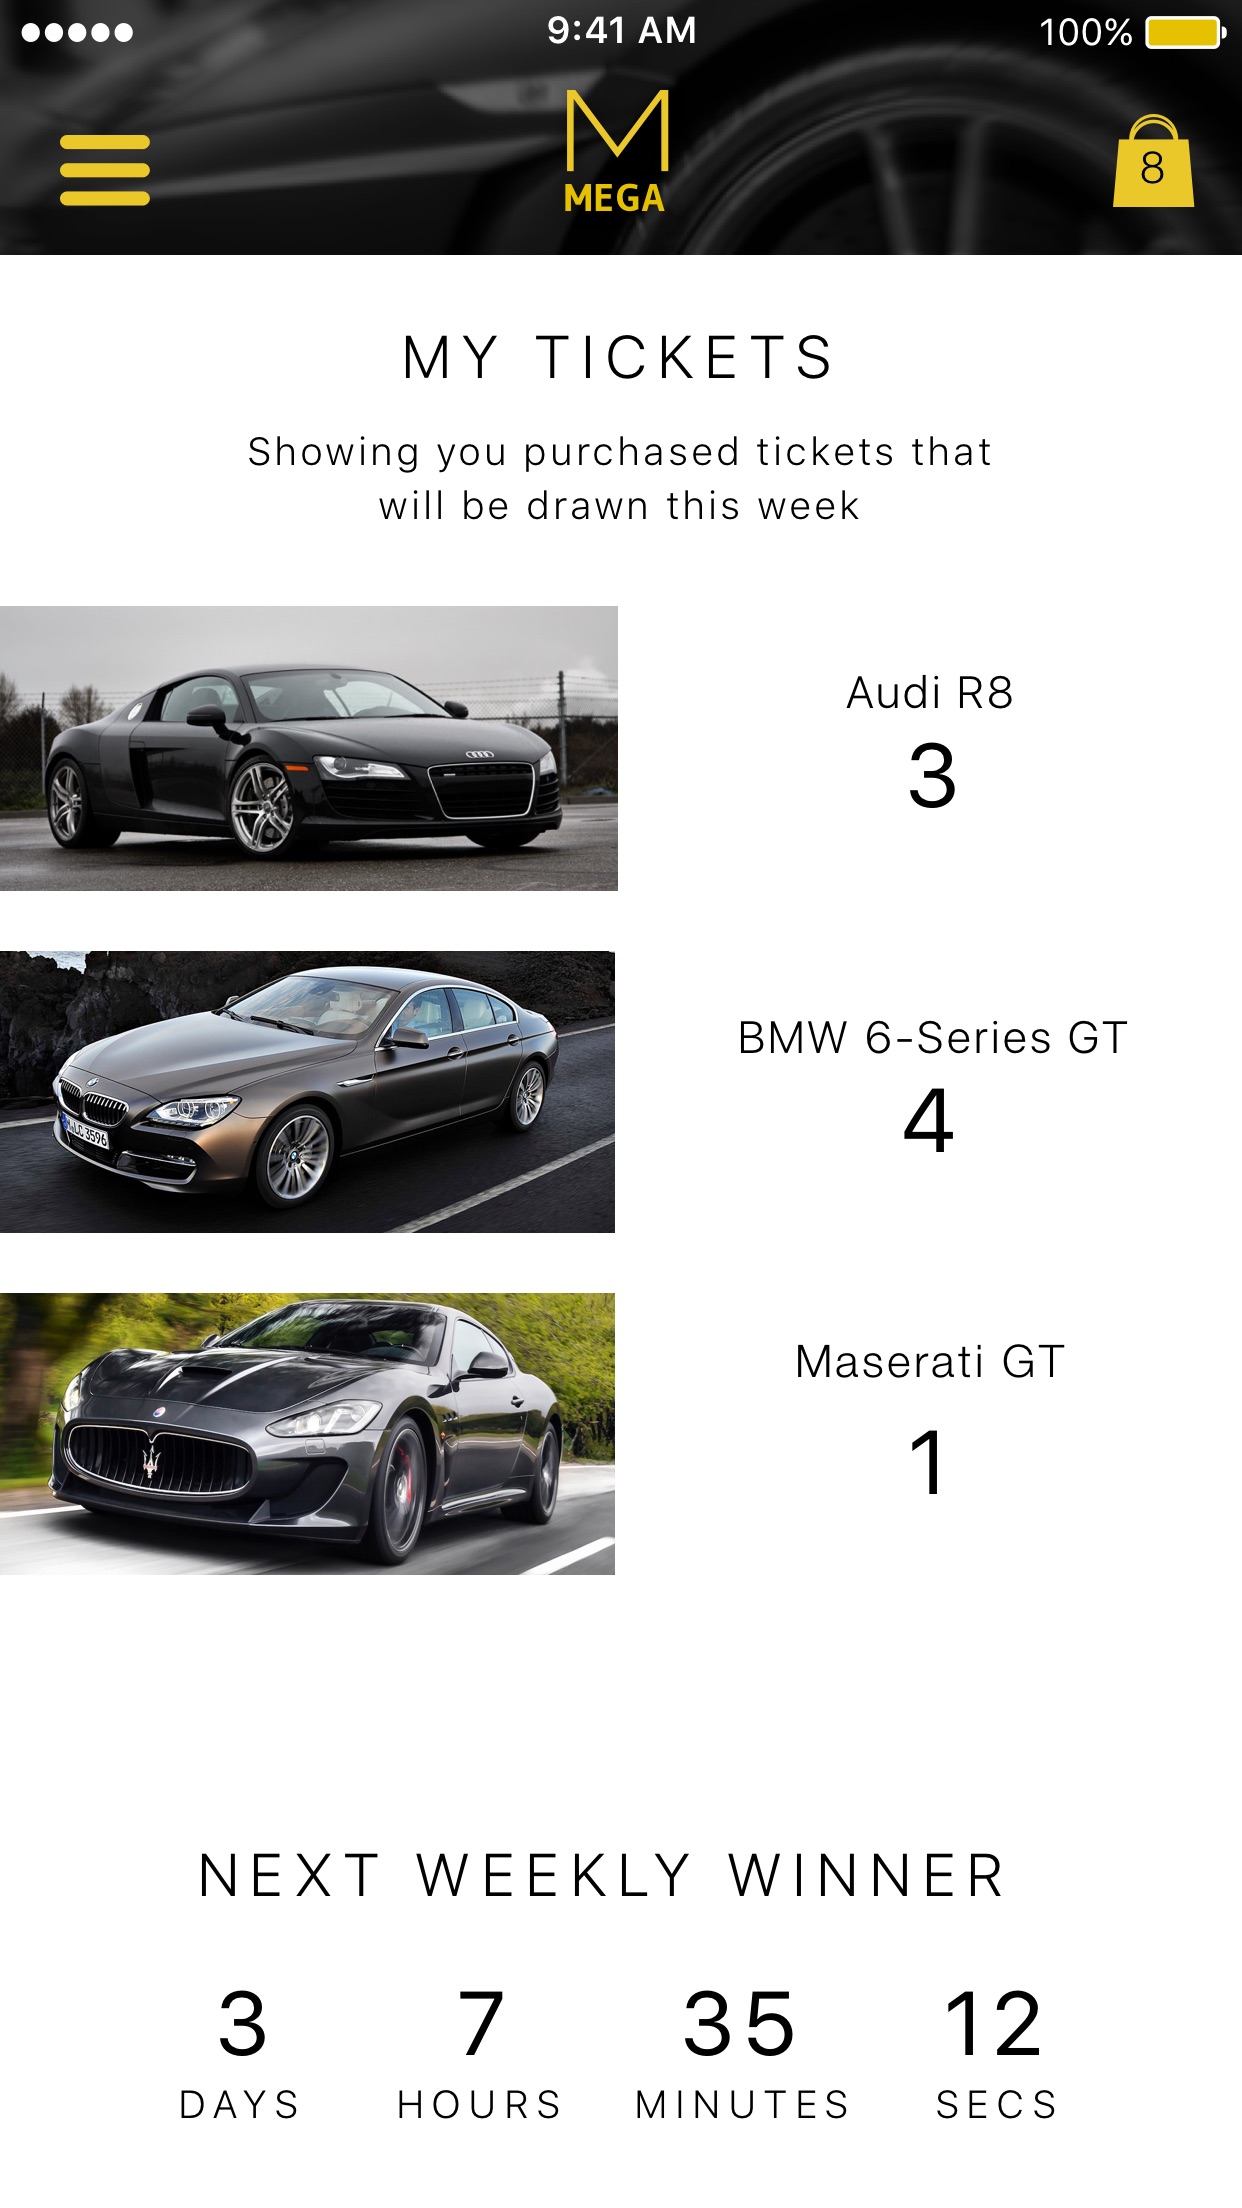 9:41 AM
100%
M
MEGA
8
MY TICKETS
Showing you purchased tickets that
will be drawn this week
Audi R8
3
BMW 6-Series GT
4
LC 3596
Maserati GT
1
NEXT WEEKLY WINNER
3 7 35 12
DAYS HOURS MINUTES SECS